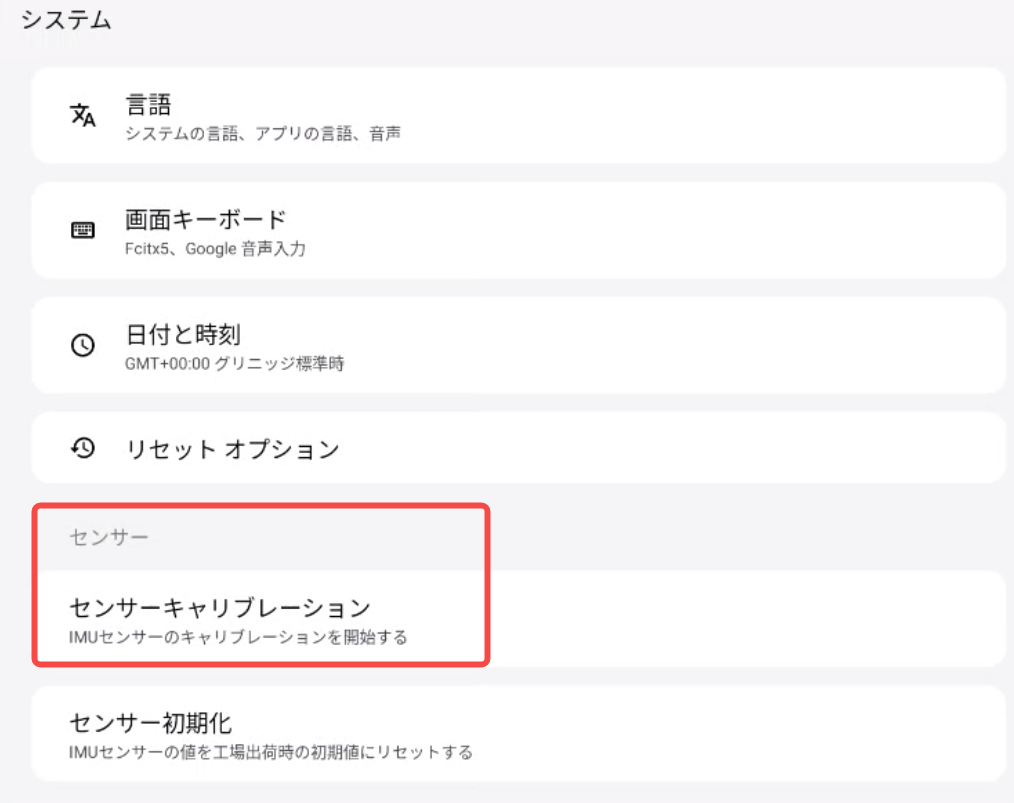 システム
言語
システムの言語、アプリの言語、音声
画面キーボード
Fcitx5、Google 音声入力
日付と時刻
GMT+00:00 グリニッジ標準時
リセット オプション
センサー
センサーキャリブレーション
IMUセンサーのキャリブレーションを開始する
センサー初期化
IMUセンサーの値を工場出荷時の初期値にリセットする